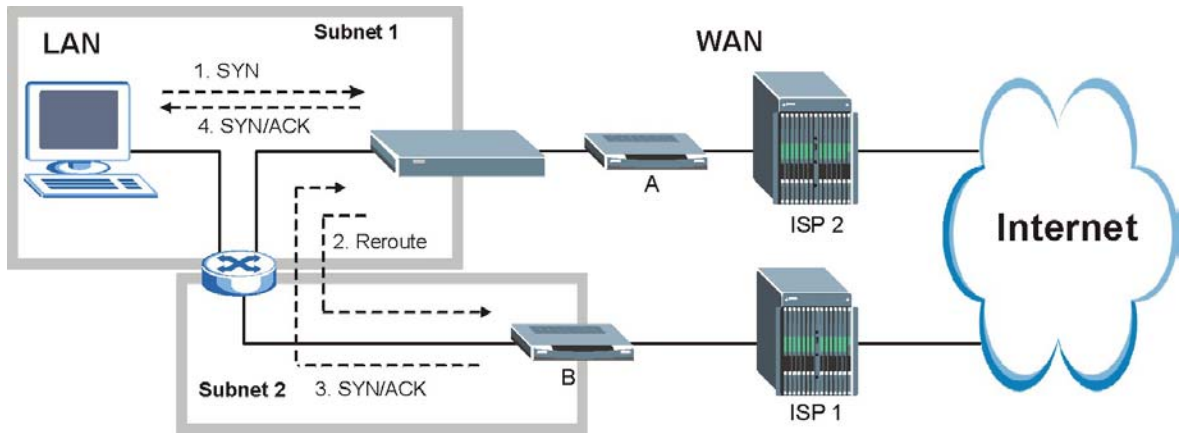 LAN
Subnet 1
WAN
1. SYN
4. SYN/ACK
A
ISP 2
Internet
2. Reroute
Subnet 2
3. SYN/ACK
B
ISP 1